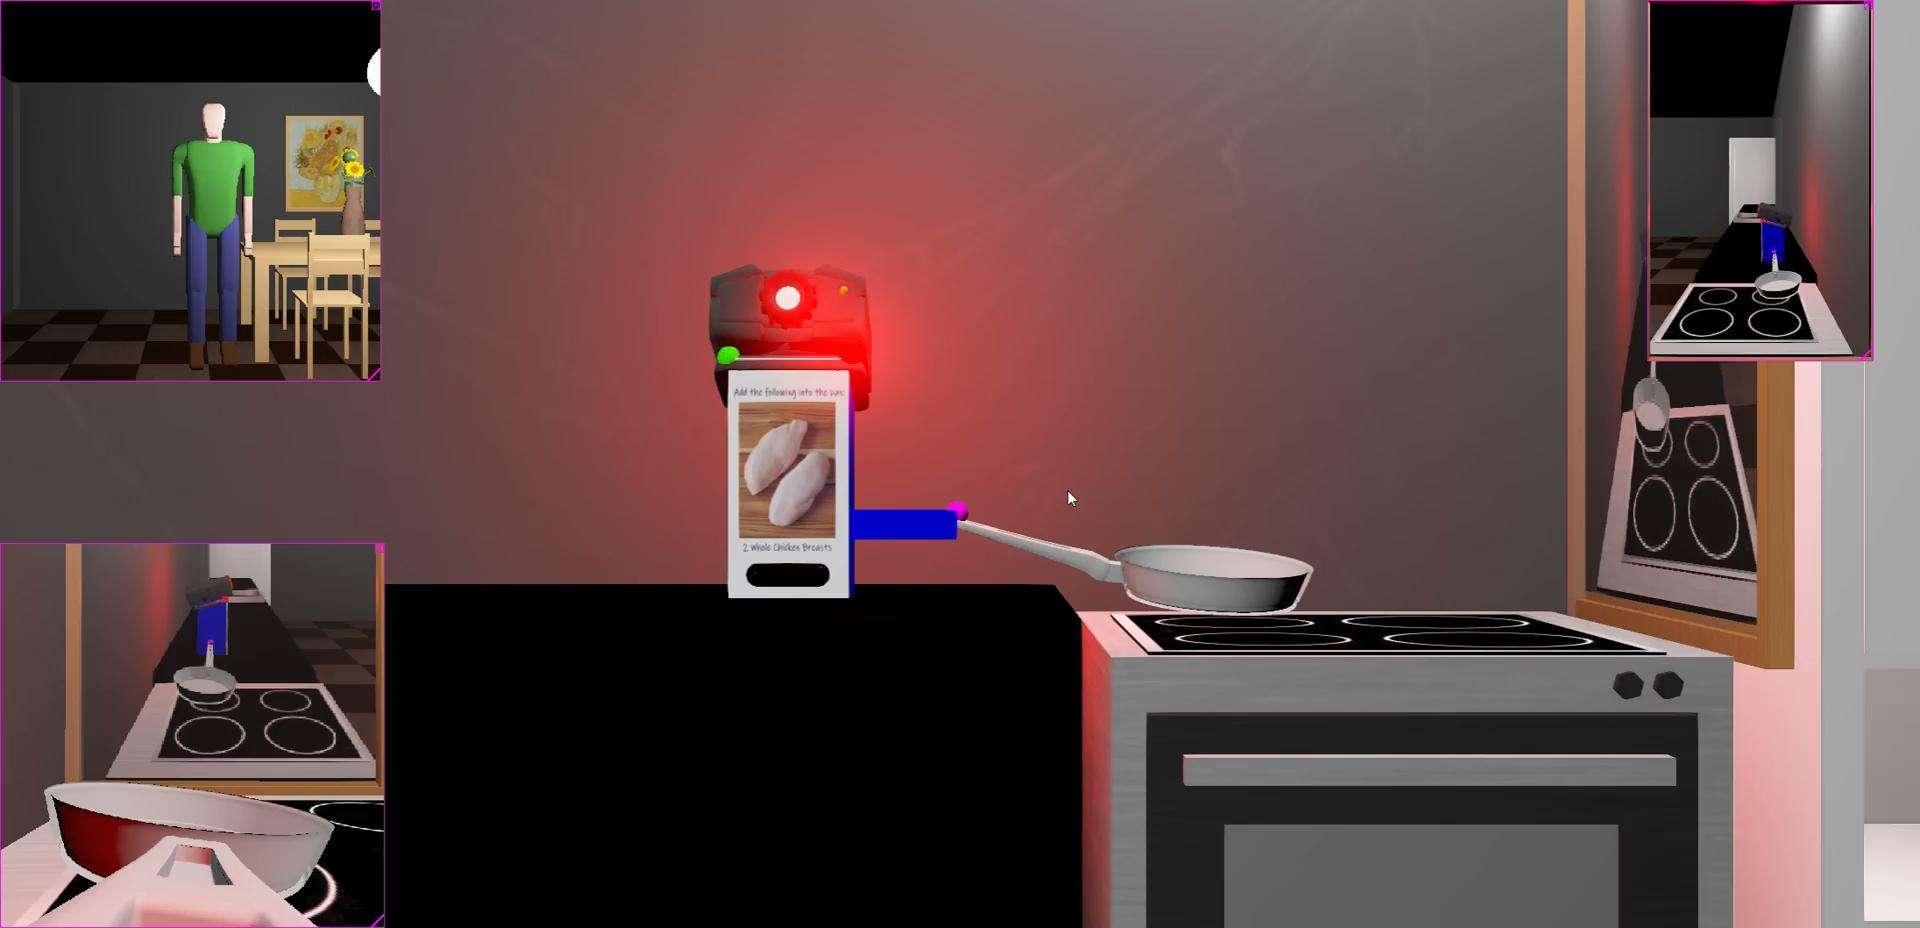 Add the following into the pan:
2 Whole Chicken Breasts